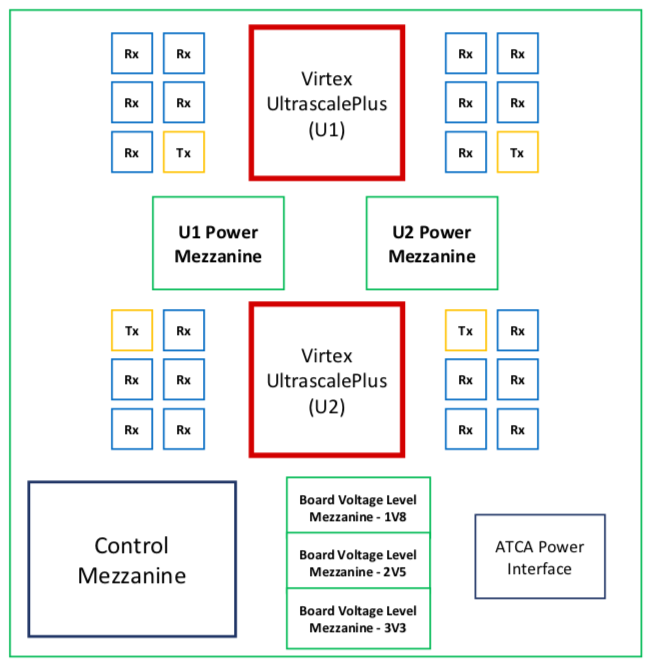 Rx Rx
Rx Rx
Rx Tx
Virtex
UltrascalePlus
(U1)
Rx Rx
Rx Rx
Rx Tx
U1 Power
Mezzanine
U2 Power
Mezzanine
Tx Rx
Rx Rx
Rx Rx
Virtex
UltrascalePlus
(U2)
Tx Rx
Rx Rx
Rx Rx
Control
Mezzanine
Board Voltage Level
Mezzanine - 1V8
Board Voltage Level
Mezzanine - 2V5
Board Voltage Level
Mezzanine - 3V3
ATCA Power
Interface